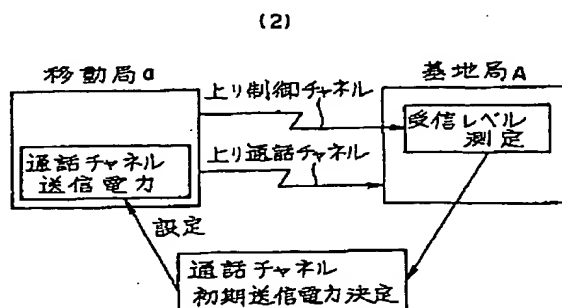 (2)
移動局a
基地局A
上り制御チャネル
受信レベル
測定
上り通話チャネル
通話チャネル
送信電力
設定
通話チャネル
初期送信電力決定